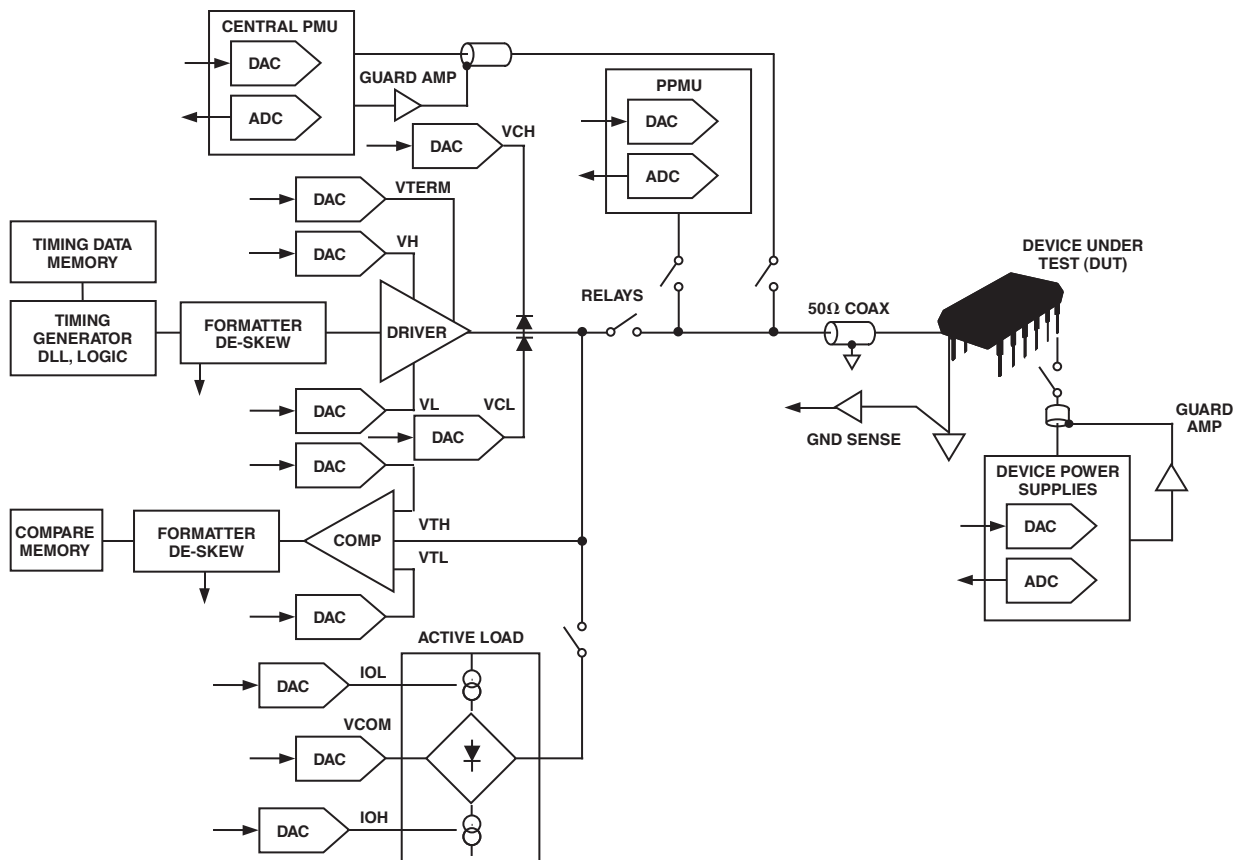 CENTRAL PMU
DAC
ADC
GUARD AMP
VCH
DAC
PPMU
DAC
ADC
DAC
VTERM
DAC
VH
TIMING DATA
MEMORY
TIMING
GENERATOR
DLL, LOGIC
FORMATTER
DE-SKEW
DRIVER
RELAYS
50Ω COAX
DEVICE UNDER
TEST (DUT)
DAC
VL
VCL
DAC
GND SENSE
GUARD
AMP
DAC
VTH
COMPARE
MEMORY
FORMATTER
DE-SKEW
COMP
VTL
DAC
DEVICE POWER
SUPPLIES
DAC
ADC
ACTIVE LOAD
DAC
IOL
DAC
VCOM
DAC
IOH